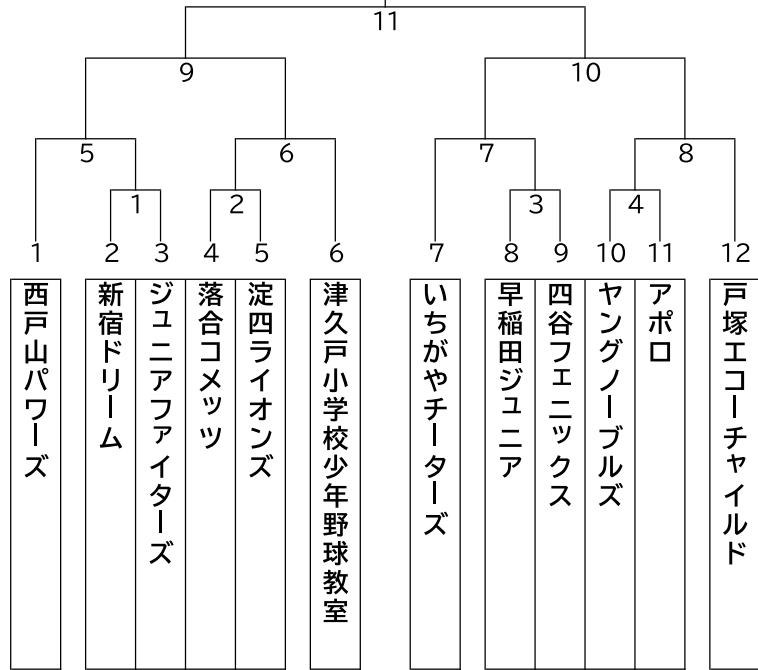 11
9 10
5 6 7 8
1 2 3 4
1 2 3 4 5 6 7 8 9 10 11 12
西戸山パワーズ
新宿ドリーム
ジュニアファイターズ
落合コメッツ
淀四ライオンズ
津久戸小学校少年野球教室
いちがやチーターズ
早稲田ジュニア
四谷フェニックス
ヤングノーブルズ
アポロ
戸塚エコーチャイルド